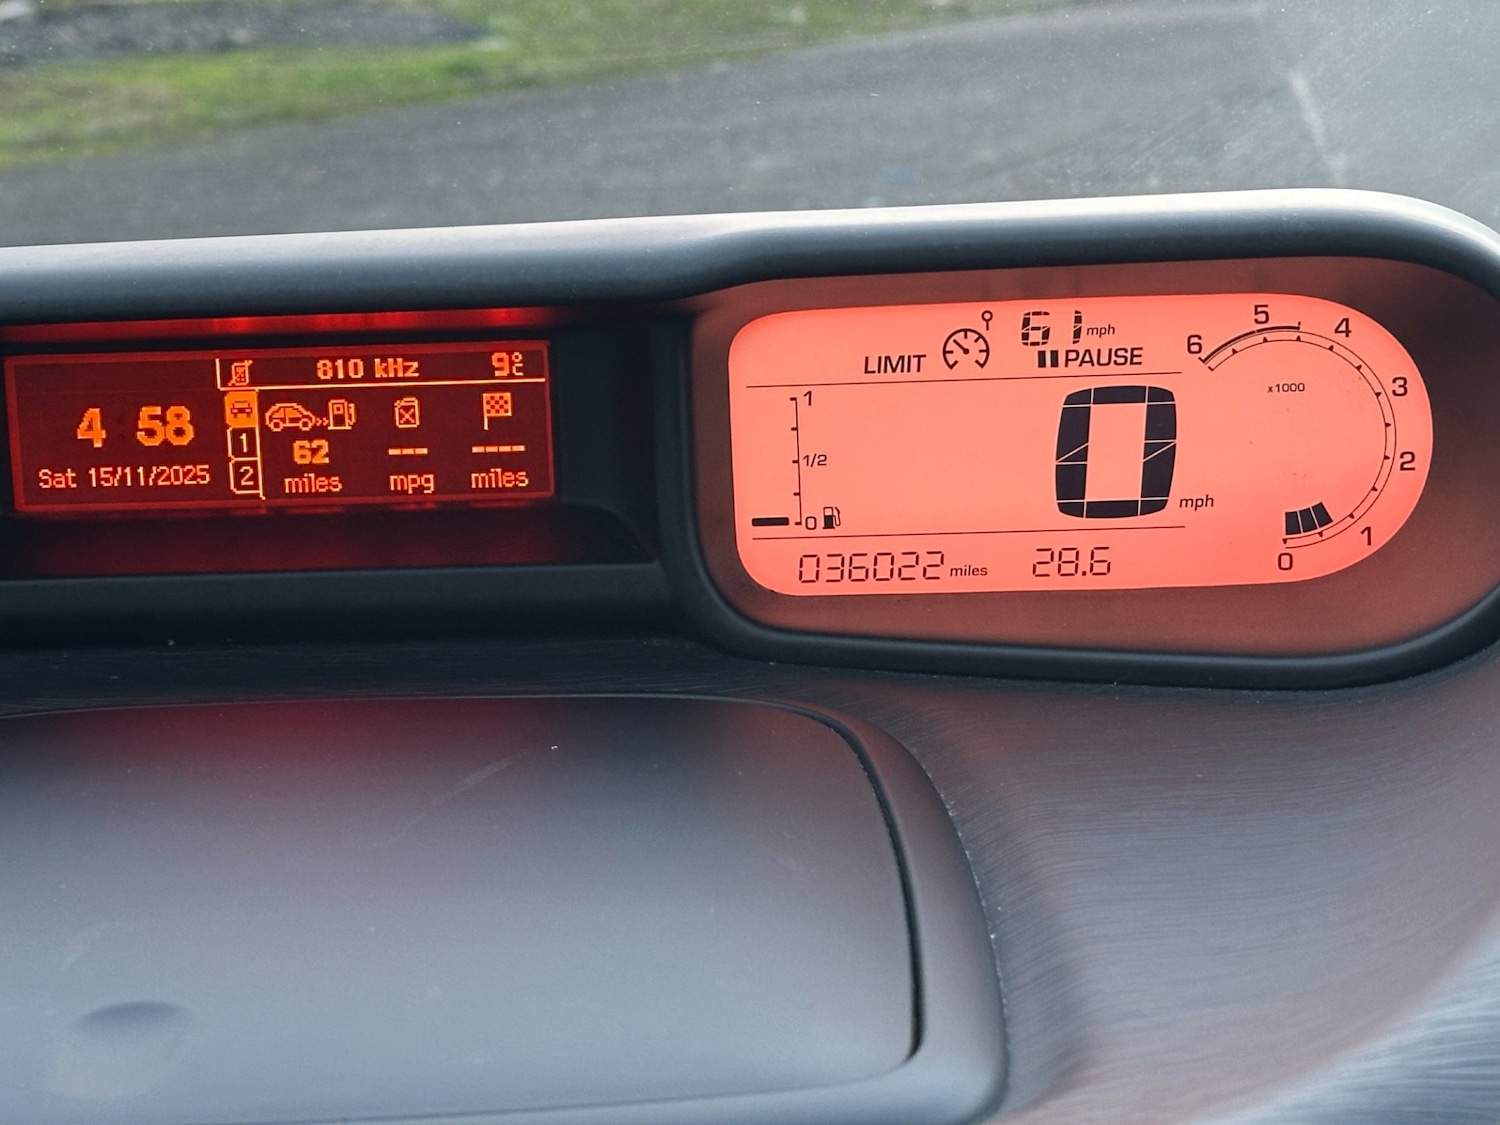 810 kHz 9°C
4:58
1
62 --- ----
Sat 15/11/2025
2
miles mpg miles
61 mph
LIMIT PAUSE
5
4
6
1
3
x1000
1/2
0
2
mph
0
1
036022 miles 28.6
0